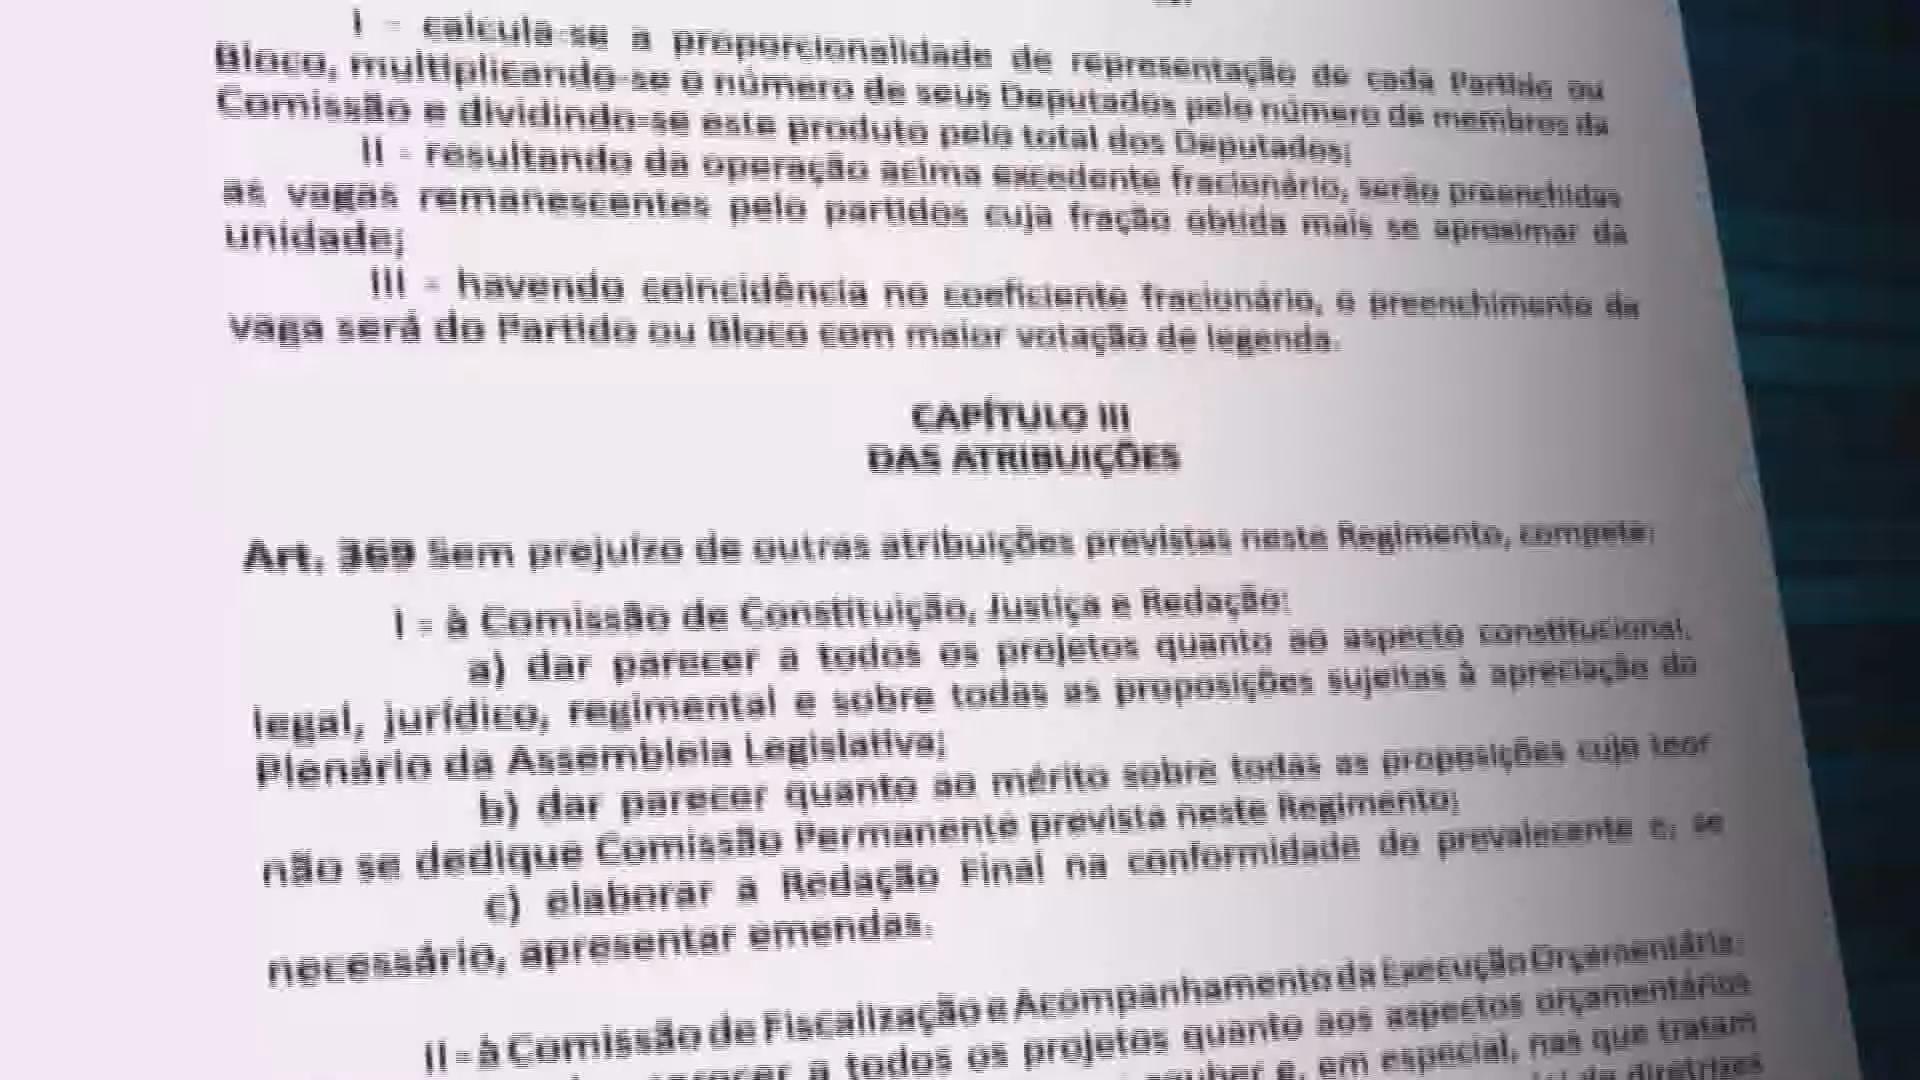 I - calcula-se a proporcionalidade de representação de cada Partido ou
Bloco, multiplicando-se o número de seus Deputados pelo número de membros da
Comissão e dividindo-se este produto pelo total dos Deputados;
II - resultando da operação acima excedente fracionário, serão preenchidas
as vagas remanescentes pelo partidos cuja fração obtida mais se aproximar da
unidade;
III - havendo coincidência no coeficiente fracionário, o preenchimento da
vaga será do Partido ou Bloco com maior votação de legenda.
CAPÍTULO III
DAS ATRIBUIÇÕES
Art. 369 Sem prejuízo de outras atribuições previstas neste Regimento, compete:
I - à Comissão de Constituição, Justiça e Redação:
a) dar parecer a todos os projetos quanto ao aspecto constitucional,
legal, jurídico, regimental e sobre todas as proposições sujeitas à apreciação do
Plenário da Assembleia Legislativa;
b) dar parecer quanto ao mérito sobre todas as proposições cujo teor
não se dedique Comissão Permanente prevista neste Regimento;
c) elaborar a Redação Final na conformidade do prevalecente e, se
necessário, apresentar emendas.
II - à Comissão de Fiscalização e Acompanhamento da Execução Orçamentária:
a todos os projetos quanto aos aspectos orçamentários
e, em especial, nas que tratam
de diretrizes